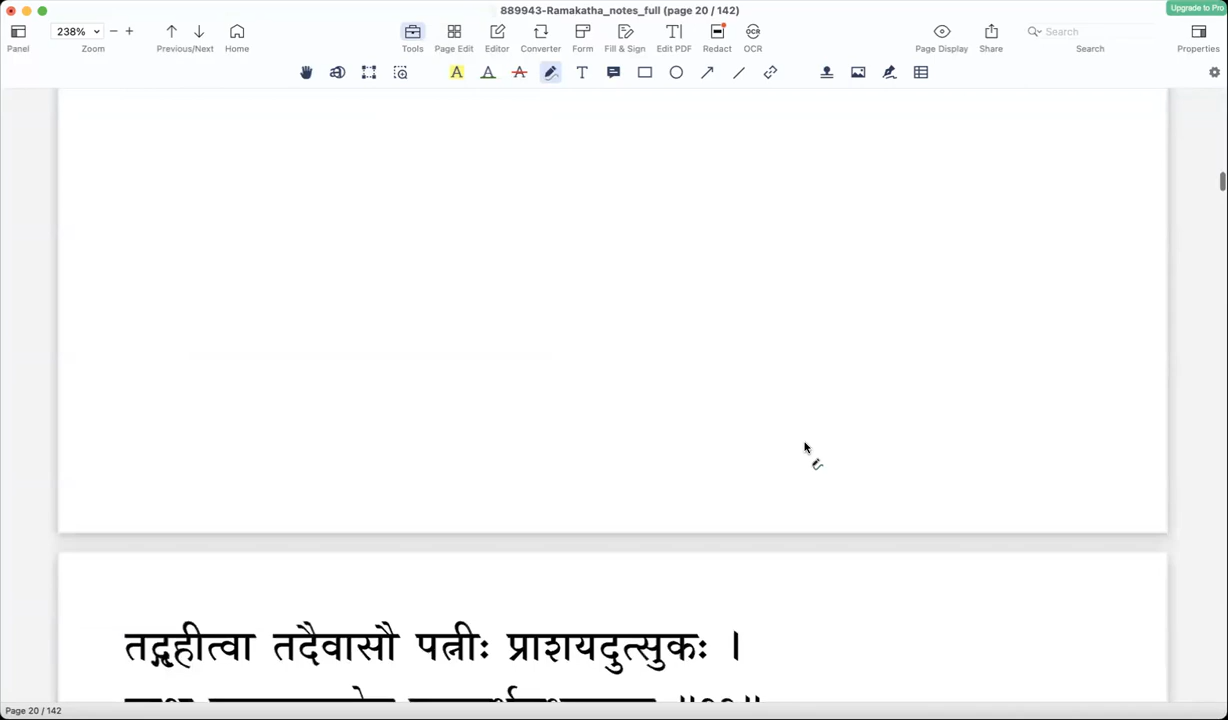 889943-Ramakatha_notes_full (page 20 / 142)
Upgrade to Pro
238%
Search
Panel
Zoom
Previous/Next
Home
Tools
Page Edit
Editor
Converter
Form
Fill & Sign
Edit PDF
Redact
OCR
Page Display
Share
Search
Properties
तद्गृहीत्वा तदैवासौ पत्नीः प्राशयदुत्सुकः ।
Page 20 / 142